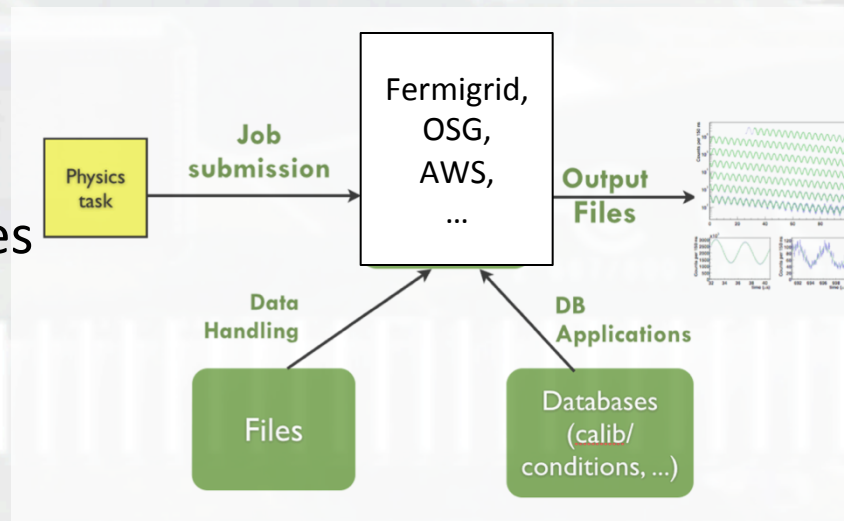 Fermigrid,
OSG,
AWS,
...
Job
submission
Physics
task
Output
Files
es
Data
Handling
DB
Applications
Files
Databases
(calib/
conditions, ...)